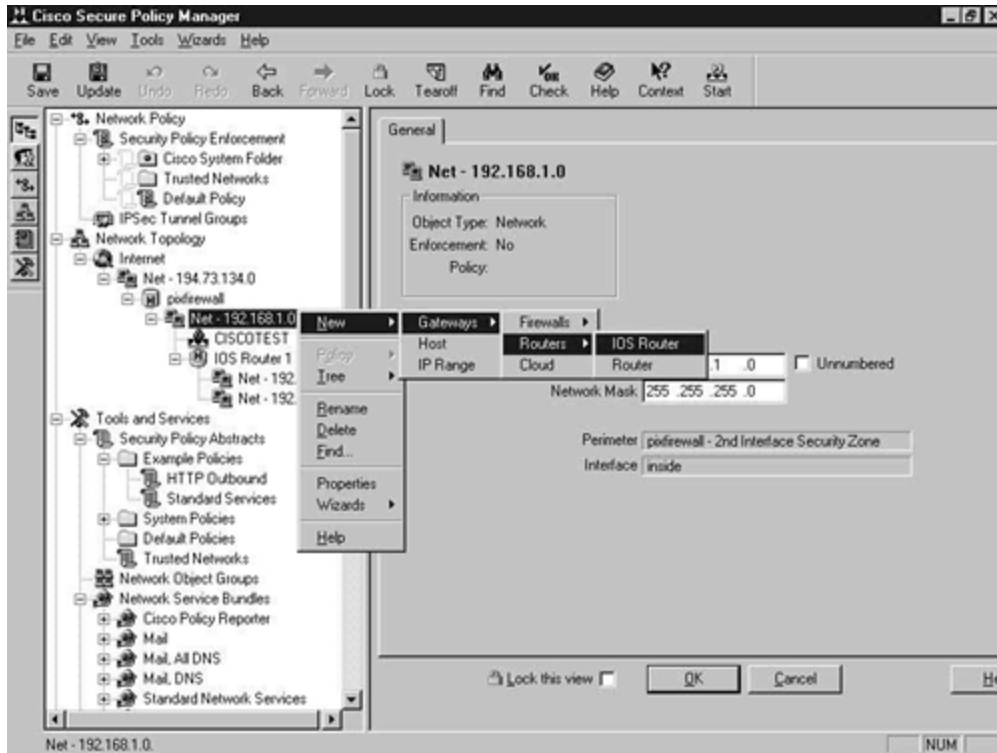 Cisco Secure Policy Manager
File Edit View Tools Wizards Help
Save Update Undo Redo Back Forward Lock Tearoff Find Check Help Context Start
Network Policy
Security Policy Enforcement
Cisco System Folder
Trusted Networks
Default Policy
IPSec Tunnel Groups
Network Topology
Internet
Net - 194.73.134.0
pixfirewall
Net - 192.168.1.0
CISCOTEST
IOS Router 1
Net - 192.
Net - 192.
Tools and Services
Security Policy Abstracts
Example Policies
HTTP Outbound
Standard Services
System Policies
Default Policies
Trusted Networks
Network Object Groups
Network Service Bundles
Cisco Policy Reporter
Mail
Mail, All DNS
Mail, DNS
Standard Network Services
New
Policy
Tree
Rename
Delete
Find...
Properties
Wizards
Help
Gateways
Host
IP Range
Firewalls
Routers
Cloud
IOS Router
Router
General
Net - 192.168.1.0
Information
Object Type: Network
Enforcement: No
Policy:
.1 .0 Unnumbered
Network Mask 255 .255 .255 .0
Perimeter pixfirewall - 2nd Interface Security Zone
Interface inside
Lock this view OK Cancel He
Net - 192.168.1.0. NUM